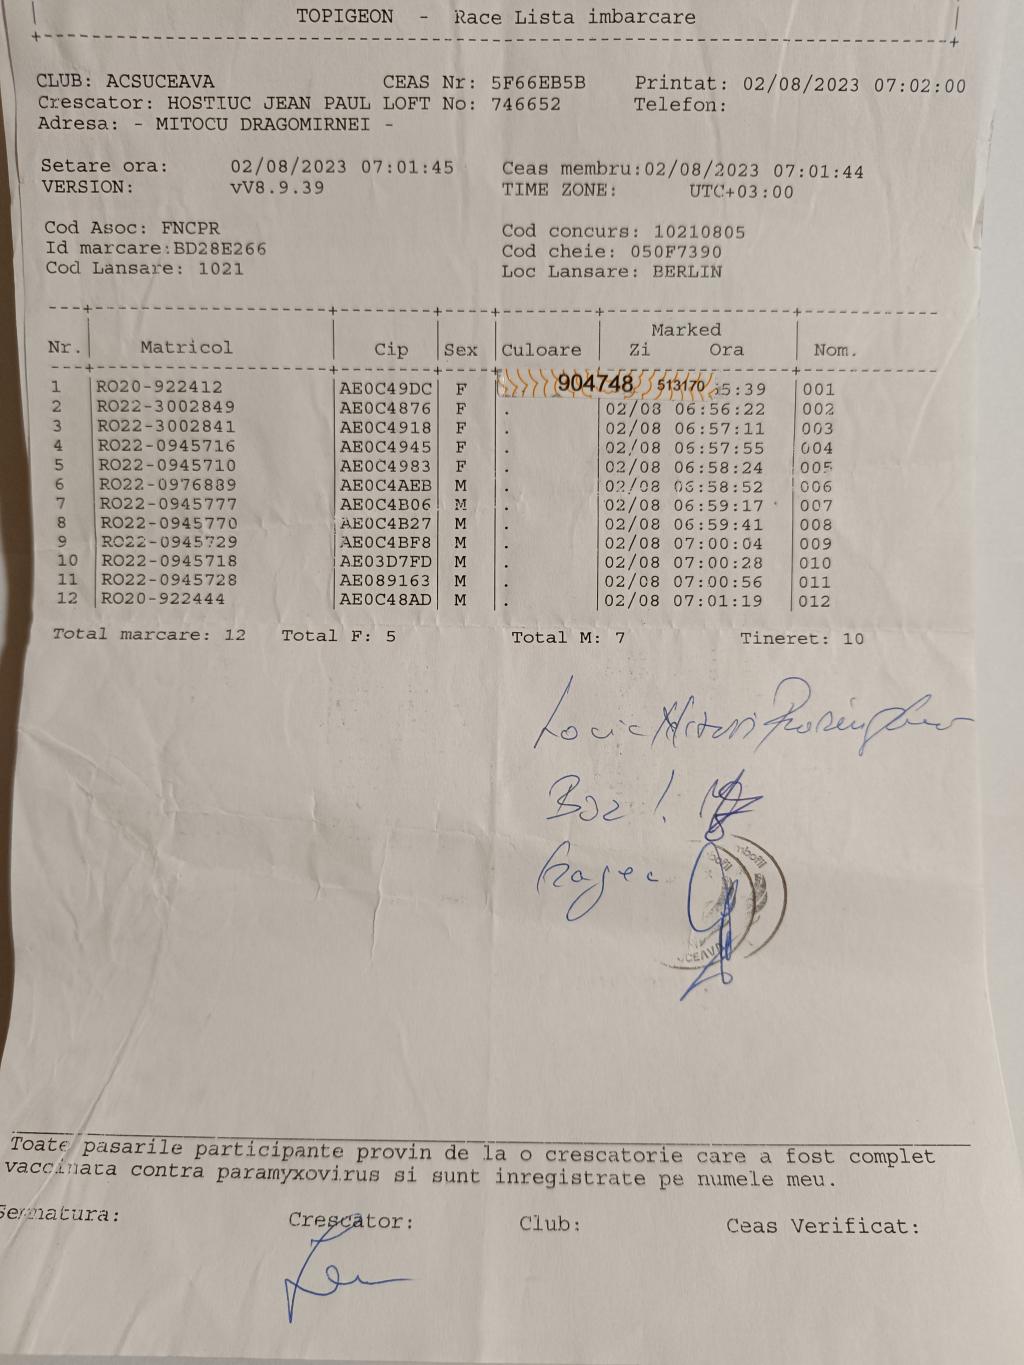 TOPIGEON - Race Lista imbarcare
CLUB: ACSUCEAVA CEAS Nr: 5F66EB5B Printat: 02/08/2023 07:02:00
Crescator: HOSTIUC JEAN PAUL LOFT No: 746652 Telefon:
Adresa: - MITOCU DRAGOMIRNEI -
Setare ora: 02/08/2023 07:01:45 Ceas membru:02/08/2023 07:01:44
VERSION: vV8.9.39 TIME ZONE: UTC+03:00
Cod Asoc: FNCPR Cod concurs: 10210805
Id marcare:BD28E266 Cod cheie: 050F7390
Cod Lansare: 1021 Loc Lansare: BERLIN
Marked
Nr. Matricol Cip Sex Culoare Zi Ora Nom.
1 RO20-922412 AE0C49DC F 904748 513170 5:39 001
2 RO22-3002849 AE0C4876 F . 02/08 06:56:22 002
3 RO22-3002841 AE0C4918 F . 02/08 06:57:11 003
4 RO22-0945716 AE0C4945 F . 02/08 06:57:55 004
5 RO22-0945710 AE0C4983 F . 02/08 06:58:24 005
6 RO22-0976889 AE0C4AEB M . 02/08 06:58:52 006
7 RO22-0945777 AE0C4B06 M . 02/08 06:59:17 007
8 RO22-0945770 AE0C4B27 M . 02/08 06:59:41 008
9 RO22-0945729 AE0C4BF8 M . 02/08 07:00:04 009
10 RO22-0945718 AE03D7FD M . 02/08 07:00:28 010
11 RO22-0945728 AE089163 M . 02/08 07:00:56 011
12 RO20-922444 AE0C48AD M . 02/08 07:01:19 012
Total marcare: 12 Total F: 5 Total M: 7 Tineret: 10
Toate pasarile participante provin de la o crescatorie care a fost complet
vaccinata contra paramyxovirus si sunt inregistrate pe numele meu.
Semnatura: Crescator: Club: Ceas Verificat: